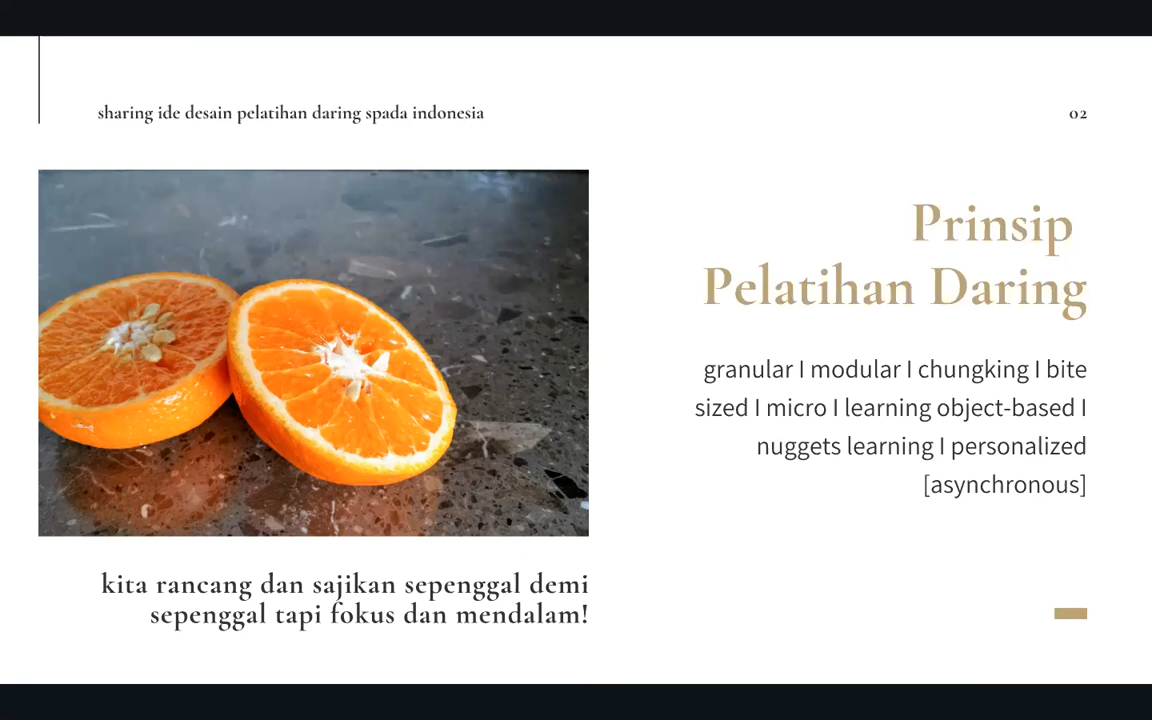 sharing ide desain pelatihan daring spada indonesia
02
Prinsip
Pelatihan Daring
granular I modular I chungking I bite
sized I micro I learning object-based I
nuggets learning I personalized
[asynchronous]
kita rancang dan sajikan sepenggal demi
sepenggal tapi fokus dan mendalam!